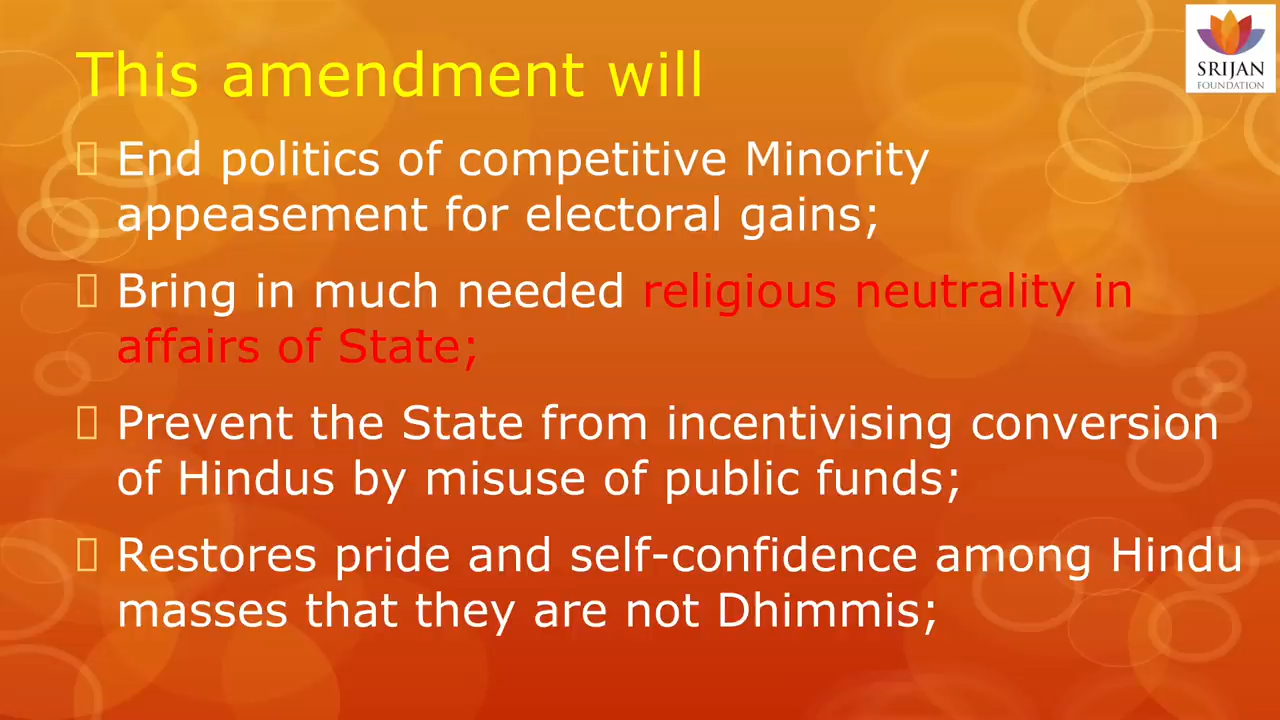 SRIJAN
FOUNDATION
This amendment will
End politics of competitive Minority
appeasement for electoral gains;
Bring in much needed religious neutrality in
affairs of State;
Prevent the State from incentivising conversion
of Hindus by misuse of public funds;
Restores pride and self-confidence among Hindu
masses that they are not Dhimmis;